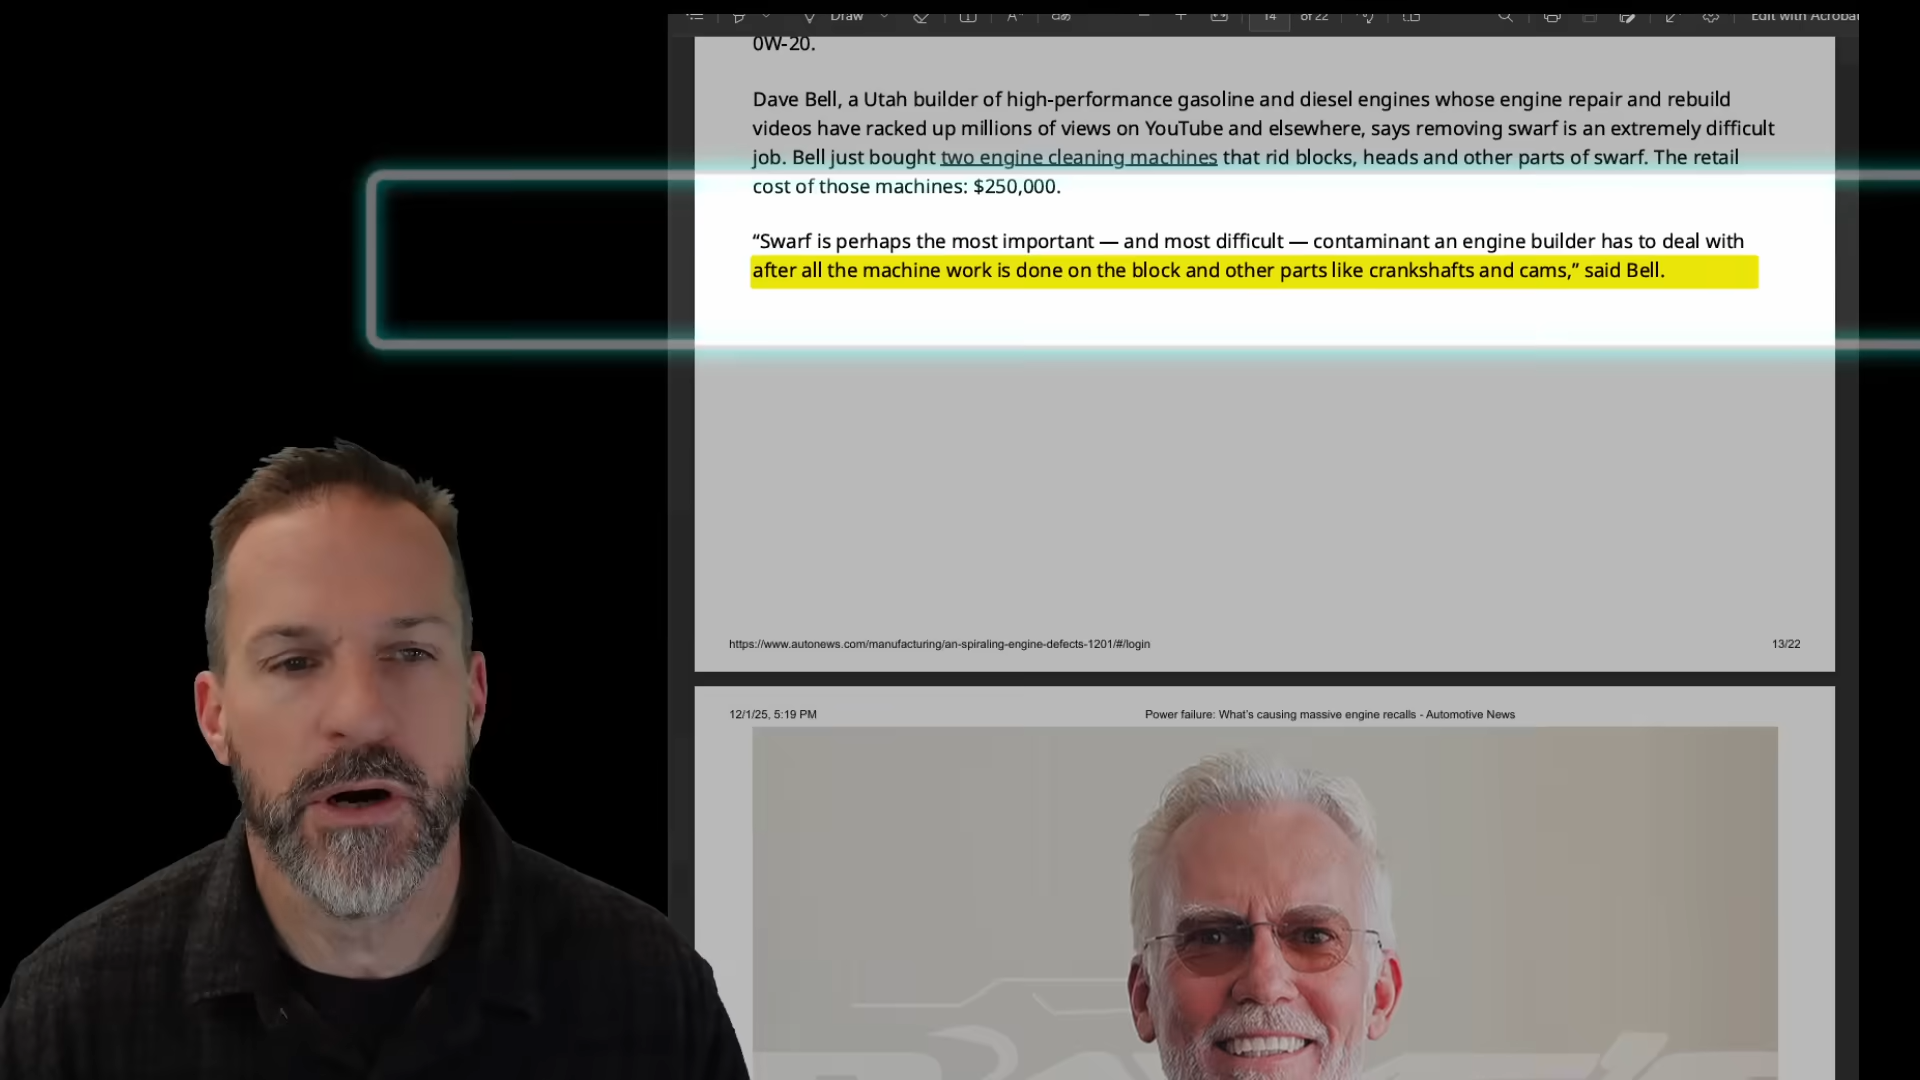 Draw
14
of 22
Edit with Acrobat
0W-20.
Dave Bell, a Utah builder of high-performance gasoline and diesel engines whose engine repair and rebuild
videos have racked up millions of views on YouTube and elsewhere, says removing swarf is an extremely difficult
job. Bell just bought two engine cleaning machines that rid blocks, heads and other parts of swarf. The retail
cost of those machines: $250,000.
“Swarf is perhaps the most important — and most difficult — contaminant an engine builder has to deal with
after all the machine work is done on the block and other parts like crankshafts and cams,” said Bell.
https://www.autonews.com/manufacturing/an-spiraling-engine-defects-1201/#/login
13/22
12/1/25, 5:19 PM
Power failure: What’s causing massive engine recalls - Automotive News